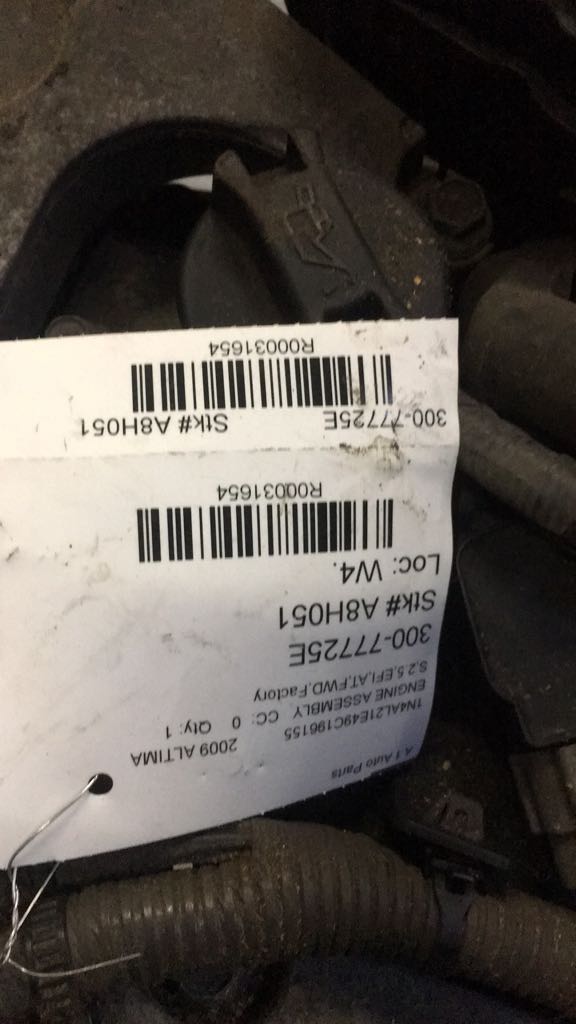 A 1 Auto Parts
1N4AL21E49C196155 2009 ALTIMA
ENGINE ASSEMBLY CC: 0 Qty: 1
S,2.5,EFI,AT,FWD,Factory
300-77725E
Stk# A8H051
Loc: W4.
R00031654
300-77725E Stk# A8H051
R00031654